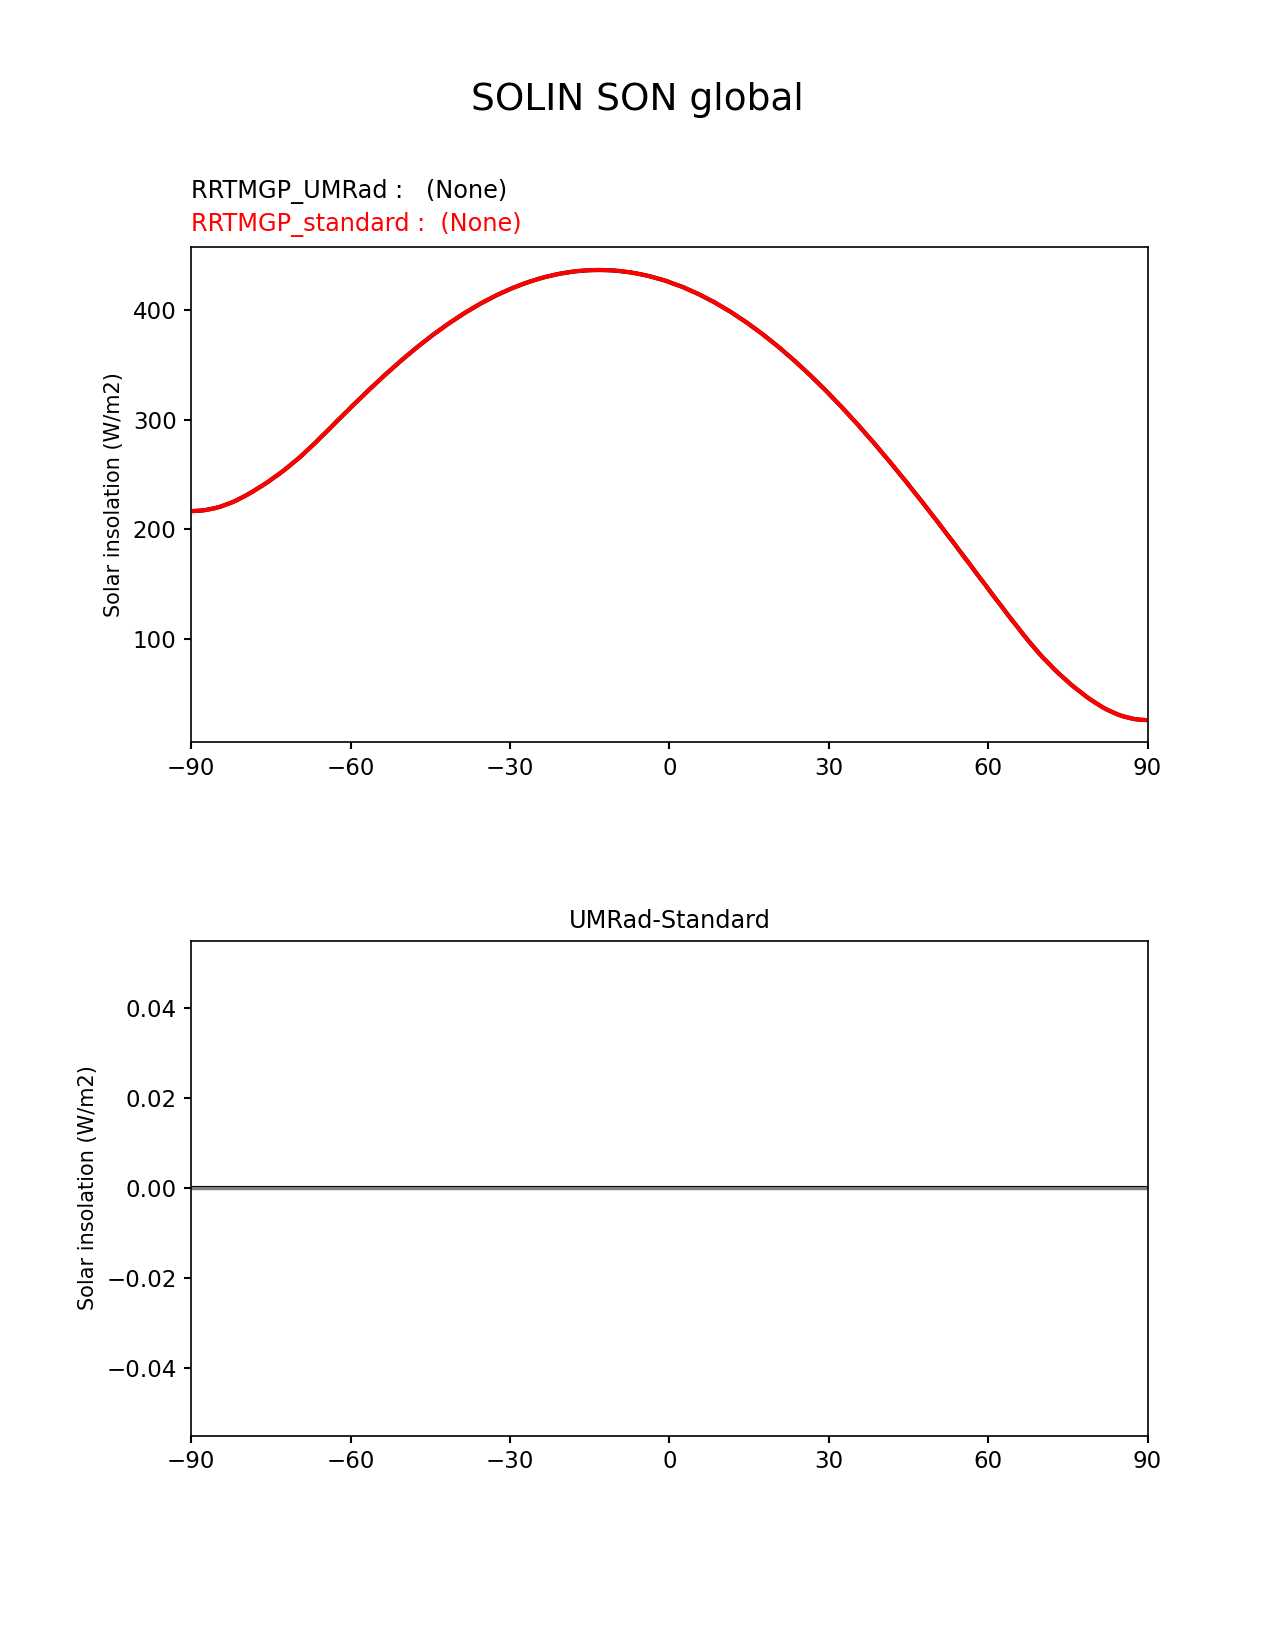 SOLIN SON global
RRTMGP_UMRad :   (None)
RRTMGP_standard :  (None)
400
300
200
100
Solar insolation (W/m2)
−90 −60 −30 0 30 60 90
UMRad-Standard
0.04
0.02
0.00
−0.02
−0.04
Solar insolation (W/m2)
−90 −60 −30 0 30 60 90